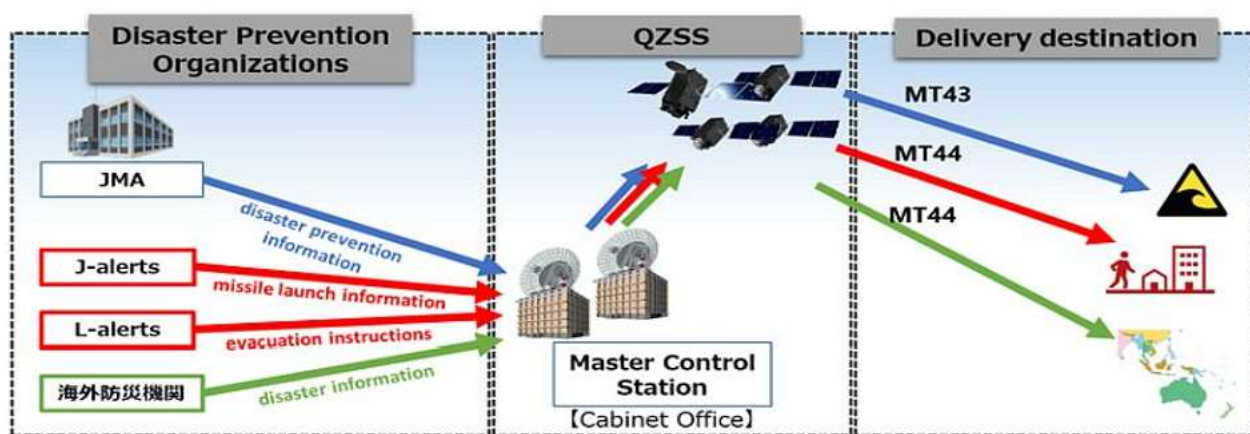 Disaster Prevention
Organizations
JMA
disaster prevention
information
J-alerts
missile launch information
L-alerts
evacuation instructions
海外防災機関
disaster information
QZSS
Master Control
Station
【Cabinet Office】
Delivery destination
MT43
MT44
MT44